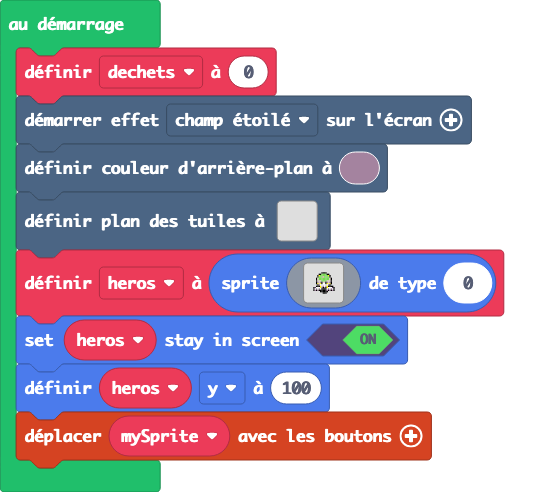 au démarrage
définir dechets à 0
démarrer effet champ étoilé sur l'écran
définir couleur d'arrière-plan à
définir plan des tuiles à
définir heros à sprite de type 0
set heros stay in screen ON
définir heros y à 100
déplacer mySprite avec les boutons